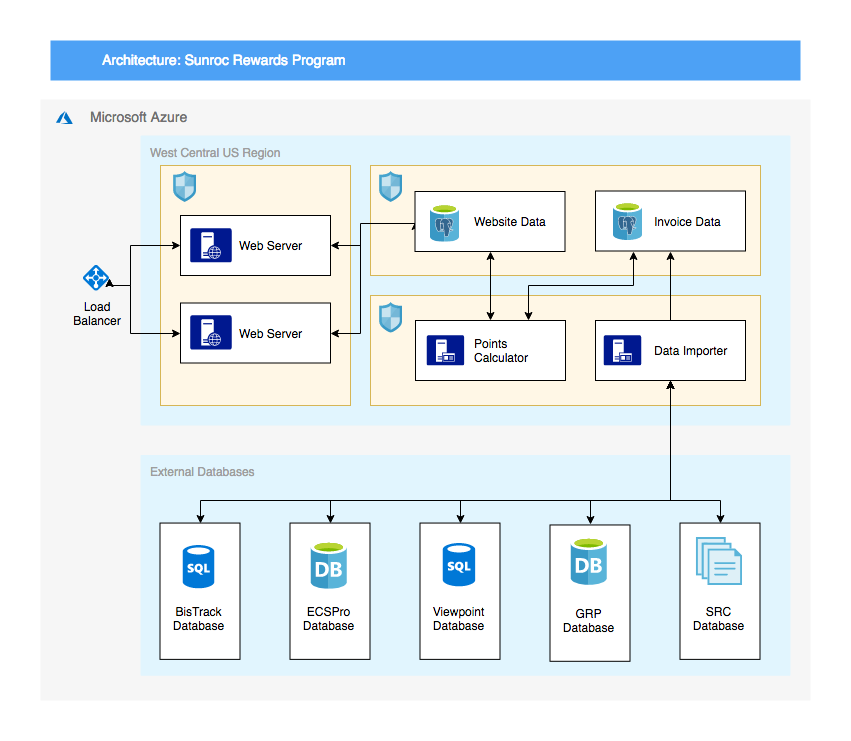 Architecture: Sunroc Rewards Program
Microsoft Azure
West Central US Region
Website Data
Invoice Data
Web Server
Load
Balancer
Web Server
Points
Calculator
Data Importer
External Databases
SQL
BisTrack
Database
DB
ECSPro
Database
SQL
Viewpoint
Database
DB
GRP
Database
SRC
Database